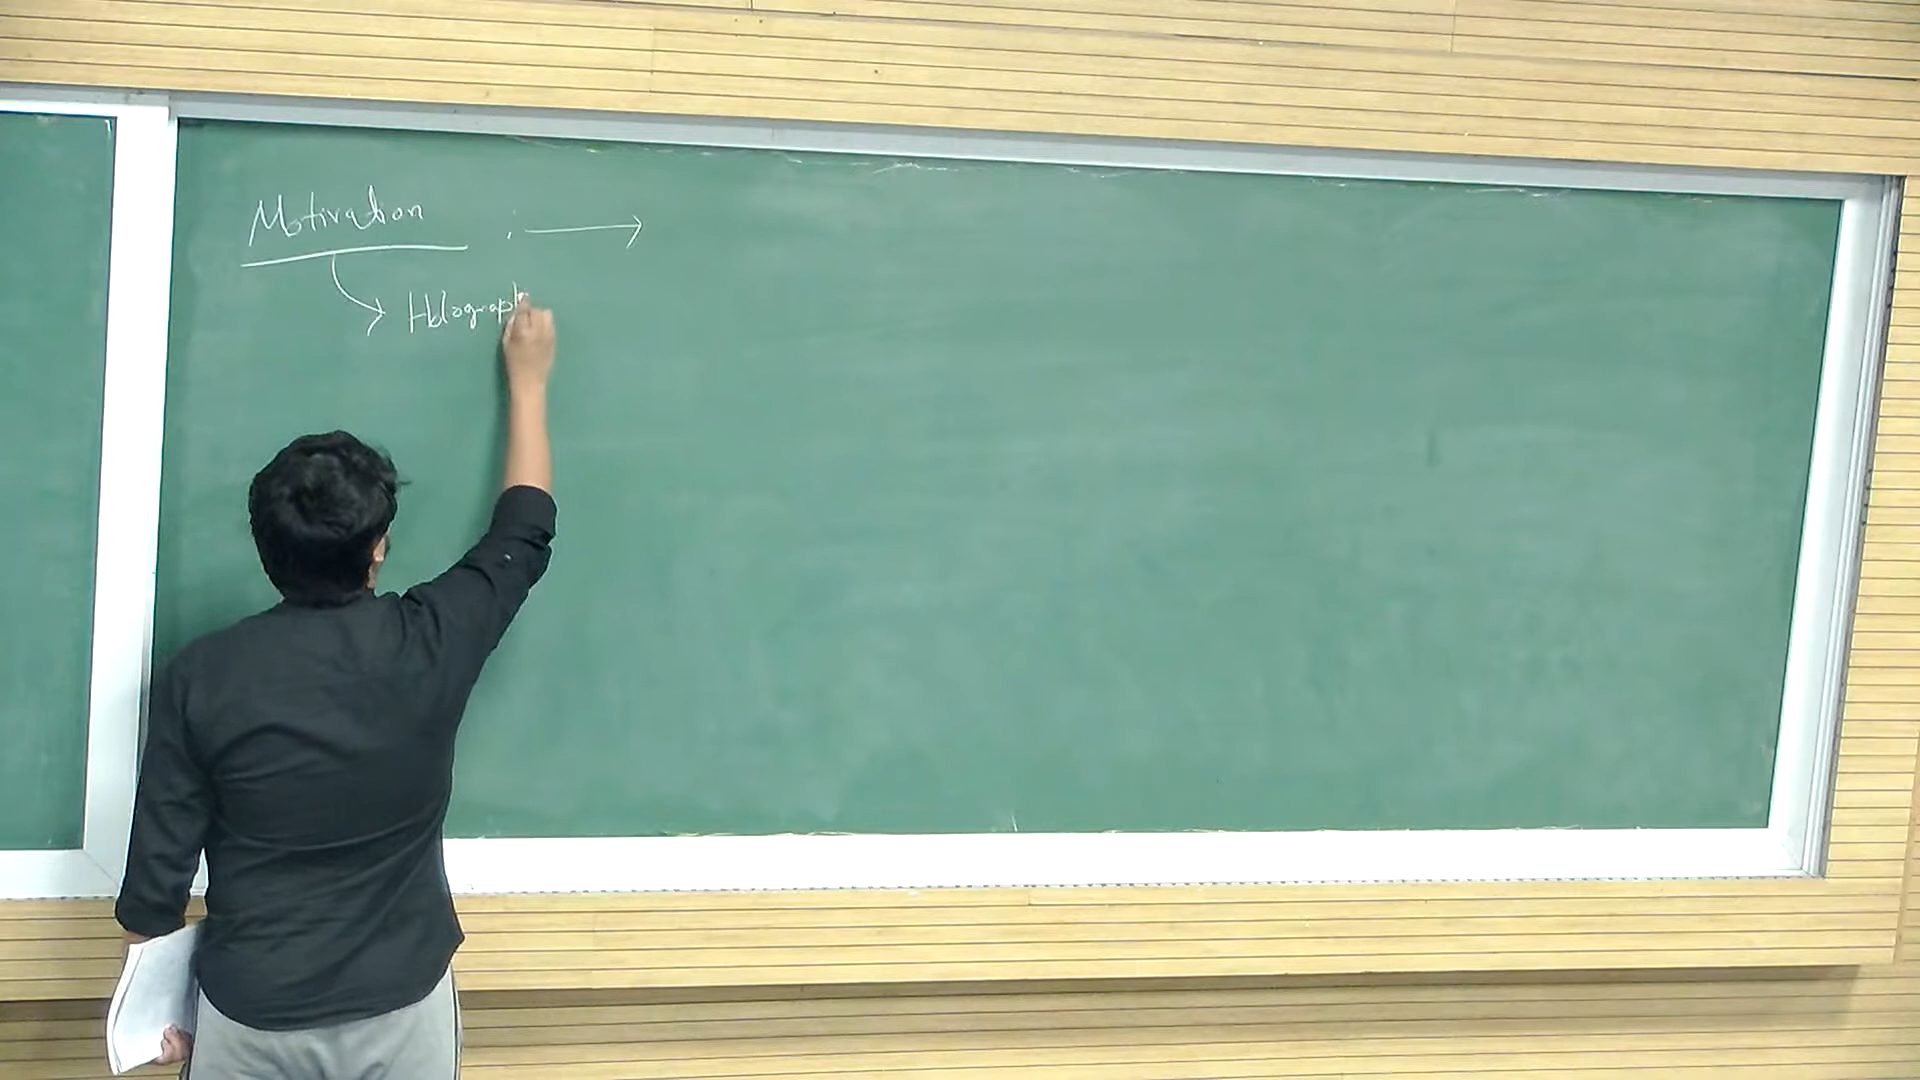 Motivation : →
→ Holograph